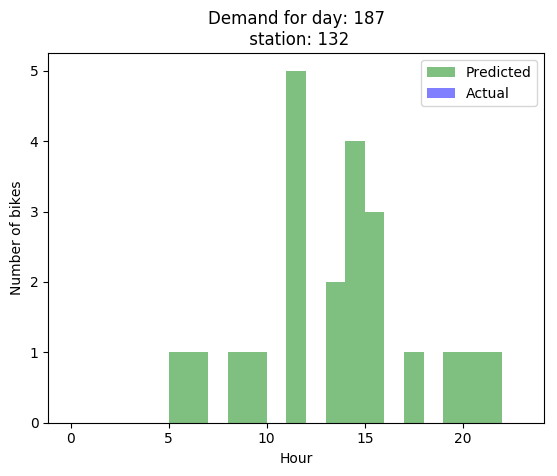 Demand for day: 187
station: 132
Predicted
Actual
Number of bikes
5
4
3
2
1
0
0
5
10
15
20
Hour